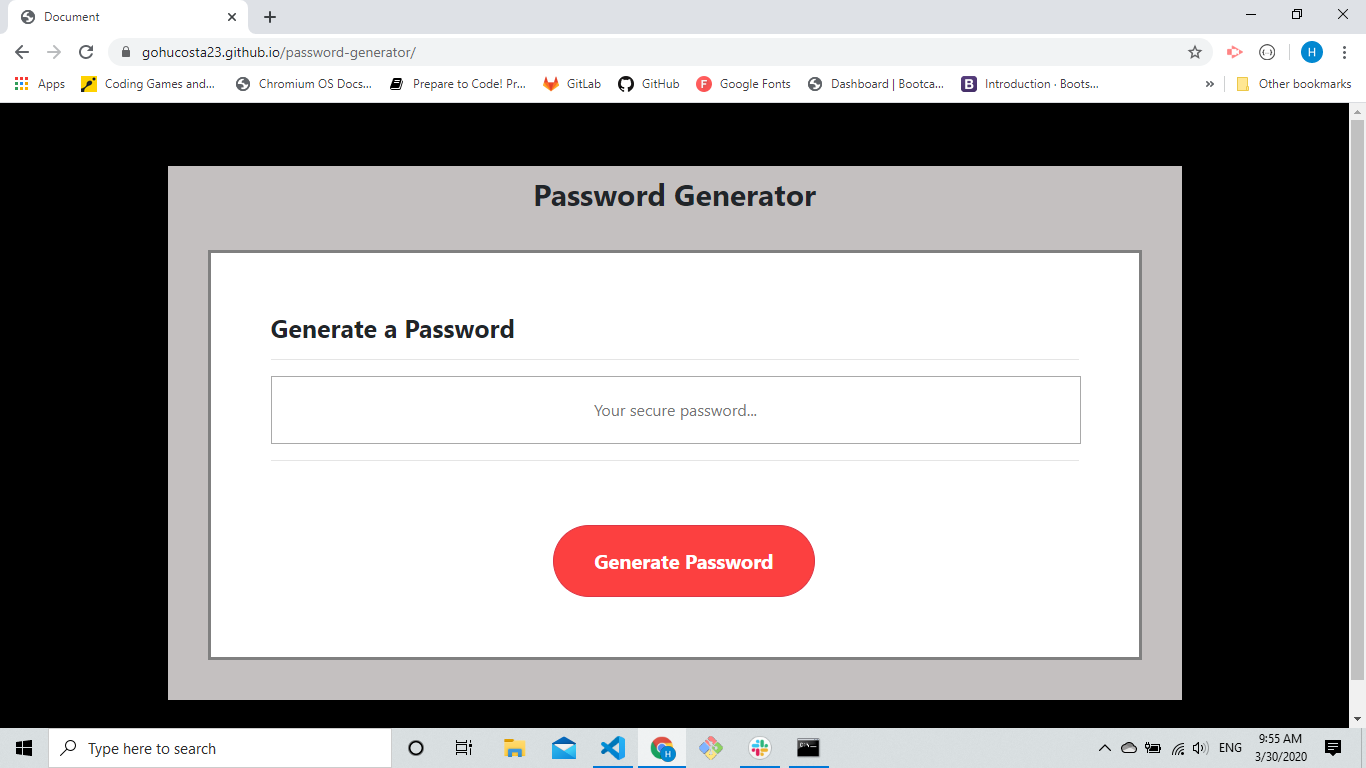 Document
gohucosta23.github.io/password-generator/
H
Apps
Coding Games and...
Chromium OS Docs...
Prepare to Code! Pr...
GitLab
GitHub
F
Google Fonts
Dashboard | Bootca...
B
Introduction · Boots...
»
Other bookmarks
Password Generator
Generate a Password
Your secure password...
Generate Password
Type here to search
H
ENG
9:55 AM
3/30/2020